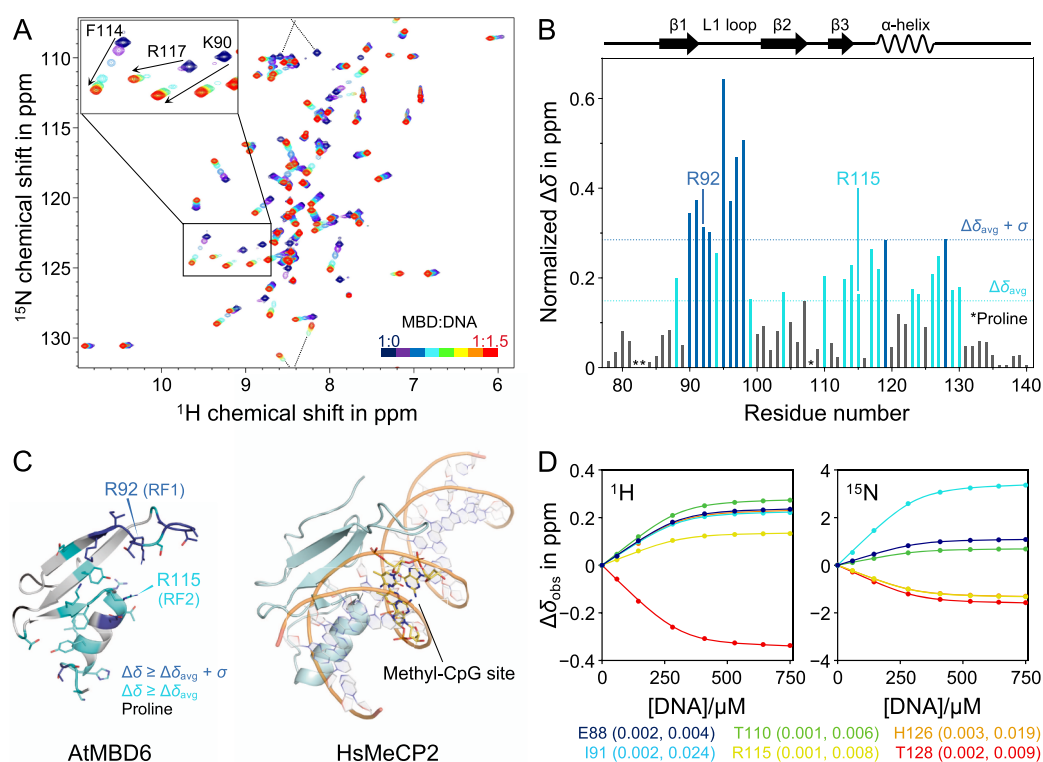 A
F114
R117
K90
110
115
120
125
130
¹⁵N chemical shift in ppm
MBD:DNA
1:0
1:1.5
10
9
8
7
6
¹H chemical shift in ppm
B
β1
L1 loop
β2
β3
α-helix
0.6
0.4
0.2
0
Normalized Δδ in ppm
R92
R115
Δδavg + σ
Δδavg
*Proline
**
*
80
90
100
110
120
130
140
Residue number
C
R92 (RF1)
R115
(RF2)
Δδ ≥ Δδavg + σ
Δδ ≥ Δδavg
Proline
AtMBD6
Methyl-CpG site
HsMeCP2
D
¹H
0.4
0.2
0
−0.2
−0.4
Δδobs in ppm
0
250
500
750
[DNA]/µM
¹⁵N
4
2
0
−2
−4
0
250
500
750
[DNA]/µM
E88 (0.002, 0.004)
T110 (0.001, 0.006)
H126 (0.003, 0.019)
I91 (0.002, 0.024)
R115 (0.001, 0.008)
T128 (0.002, 0.009)